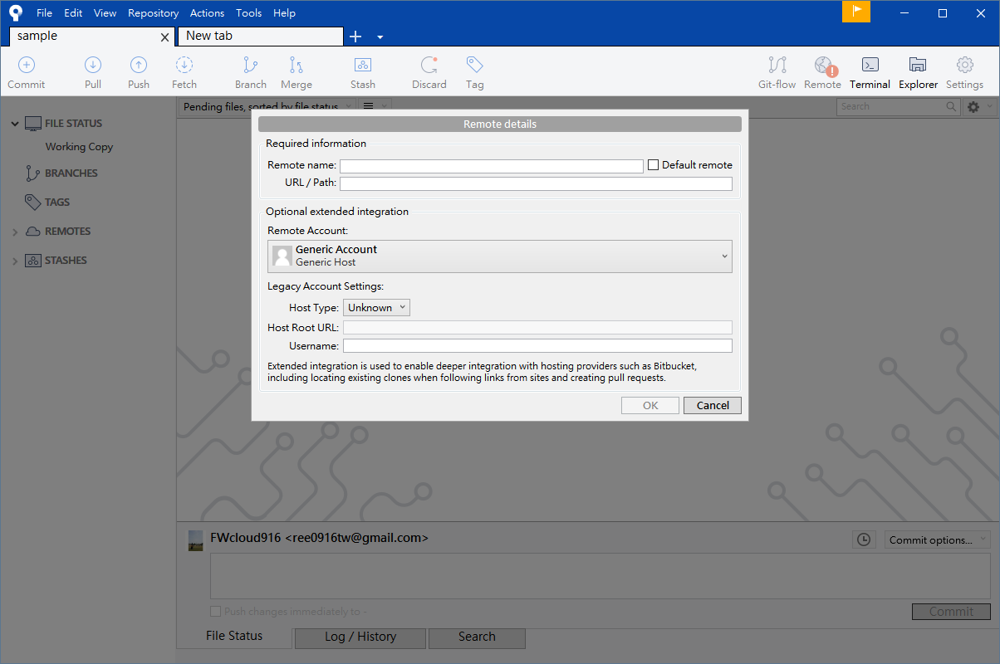 File Edit View Repository Actions Tools Help
sample New tab
Commit Pull Push Fetch Branch Merge Stash Discard Tag Git-flow Remote Terminal Explorer Settings
Pending files, sorted by file status Search
FILE STATUS
Working Copy
BRANCHES
TAGS
REMOTES
STASHES
Remote details
Required information
Remote name: Default remote
URL / Path:
Optional extended integration
Remote Account:
Generic Account
Generic Host
Legacy Account Settings:
Host Type: Unknown
Host Root URL:
Username:
Extended integration is used to enable deeper integration with hosting providers such as Bitbucket,
including locating existing clones when following links from sites and creating pull requests.
OK Cancel
FWcloud916 <ree0916tw@gmail.com> Commit options...
Push changes immediately to - Commit
File Status Log / History Search